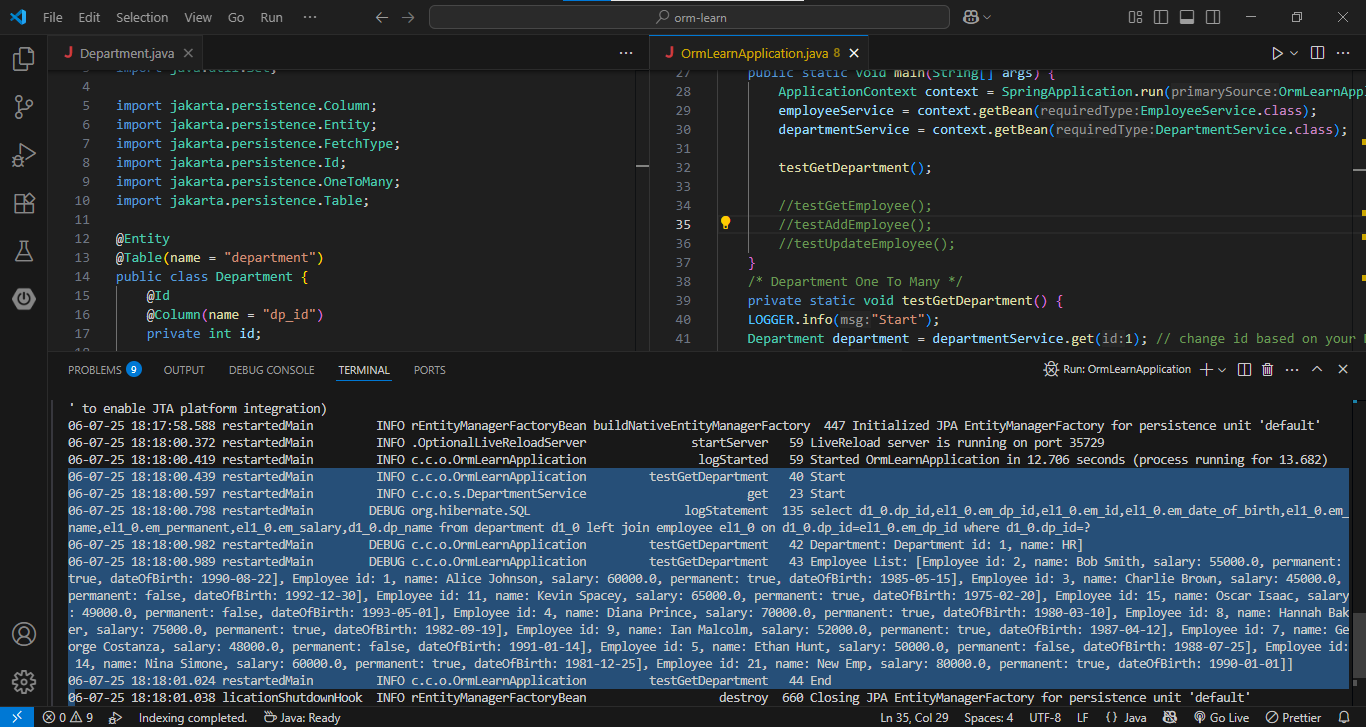 File Edit Selection View Go Run ··· orm-learn
Department.java
4
5 import jakarta.persistence.Column;
6 import jakarta.persistence.Entity;
7 import jakarta.persistence.FetchType;
8 import jakarta.persistence.Id;
9 import jakarta.persistence.OneToMany;
10 import jakarta.persistence.Table;
11
12 @Entity
13 @Table(name = "department")
14 public class Department {
15 @Id
16 @Column(name = "dp_id")
17 private int id;
OrmLearnApplication.java 8
27 public static void main(String[] args) {
28 ApplicationContext context = SpringApplication.run(primarySource:OrmLearnAppl
29 employeeService = context.getBean(requiredType:EmployeeService.class);
30 departmentService = context.getBean(requiredType:DepartmentService.class);
31
32 testGetDepartment();
33
34 //testGetEmployee();
35 //testAddEmployee();
36 //testUpdateEmployee();
37 }
38 /* Department One To Many */
39 private static void testGetDepartment() {
40 LOGGER.info(msg:"Start");
41 Department department = departmentService.get(id:1); // change id based on your
PROBLEMS 9 OUTPUT DEBUG CONSOLE TERMINAL PORTS Run: OrmLearnApplication
' to enable JTA platform integration)
06-07-25 18:17:58.588 restartedMain INFO rEntityManagerFactoryBean buildNativeEntityManagerFactory 447 Initialized JPA EntityManagerFactory for persistence unit 'default'
06-07-25 18:18:00.372 restartedMain INFO .OptionalLiveReloadServer startServer 59 LiveReload server is running on port 35729
06-07-25 18:18:00.419 restartedMain INFO c.c.o.OrmLearnApplication logStarted 59 Started OrmLearnApplication in 12.706 seconds (process running for 13.682)
06-07-25 18:18:00.439 restartedMain INFO c.c.o.OrmLearnApplication testGetDepartment 40 Start
06-07-25 18:18:00.597 restartedMain INFO c.c.o.s.DepartmentService get 23 Start
06-07-25 18:18:00.798 restartedMain DEBUG org.hibernate.SQL logStatement 135 select d1_0.dp_id,el1_0.em_dp_id,el1_0.em_id,el1_0.em_date_of_birth,el1_0.em_
name,el1_0.em_permanent,el1_0.em_salary,d1_0.dp_name from department d1_0 left join employee el1_0 on d1_0.dp_id=el1_0.em_dp_id where d1_0.dp_id=?
06-07-25 18:18:00.982 restartedMain DEBUG c.c.o.OrmLearnApplication testGetDepartment 42 Department: Department id: 1, name: HR]
06-07-25 18:18:00.989 restartedMain DEBUG c.c.o.OrmLearnApplication testGetDepartment 43 Employee List: [Employee id: 2, name: Bob Smith, salary: 55000.0, permanent:
true, dateOfBirth: 1990-08-22], Employee id: 1, name: Alice Johnson, salary: 60000.0, permanent: true, dateOfBirth: 1985-05-15], Employee id: 3, name: Charlie Brown, salary: 45000.0,
permanent: false, dateOfBirth: 1992-12-30], Employee id: 11, name: Kevin Spacey, salary: 65000.0, permanent: true, dateOfBirth: 1975-02-20], Employee id: 15, name: Oscar Isaac, salary
: 49000.0, permanent: false, dateOfBirth: 1993-05-01], Employee id: 4, name: Diana Prince, salary: 70000.0, permanent: true, dateOfBirth: 1980-03-10], Employee id: 8, name: Hannah Bak
er, salary: 75000.0, permanent: true, dateOfBirth: 1982-09-19], Employee id: 9, name: Ian Malcolm, salary: 52000.0, permanent: true, dateOfBirth: 1987-04-12], Employee id: 7, name: Ge
orge Costanza, salary: 48000.0, permanent: false, dateOfBirth: 1991-01-14], Employee id: 5, name: Ethan Hunt, salary: 50000.0, permanent: false, dateOfBirth: 1988-07-25], Employee id:
14, name: Nina Simone, salary: 60000.0, permanent: true, dateOfBirth: 1981-12-25], Employee id: 21, name: New Emp, salary: 80000.0, permanent: true, dateOfBirth: 1990-01-01]]
06-07-25 18:18:01.024 restartedMain INFO c.c.o.OrmLearnApplication testGetDepartment 44 End
06-07-25 18:18:01.038 licationShutdownHook INFO rEntityManagerFactoryBean destroy 660 Closing JPA EntityManagerFactory for persistence unit 'default'
0 9 Indexing completed. Java: Ready Ln 35, Col 29 Spaces: 4 UTF-8 LF {} Java Go Live Prettier